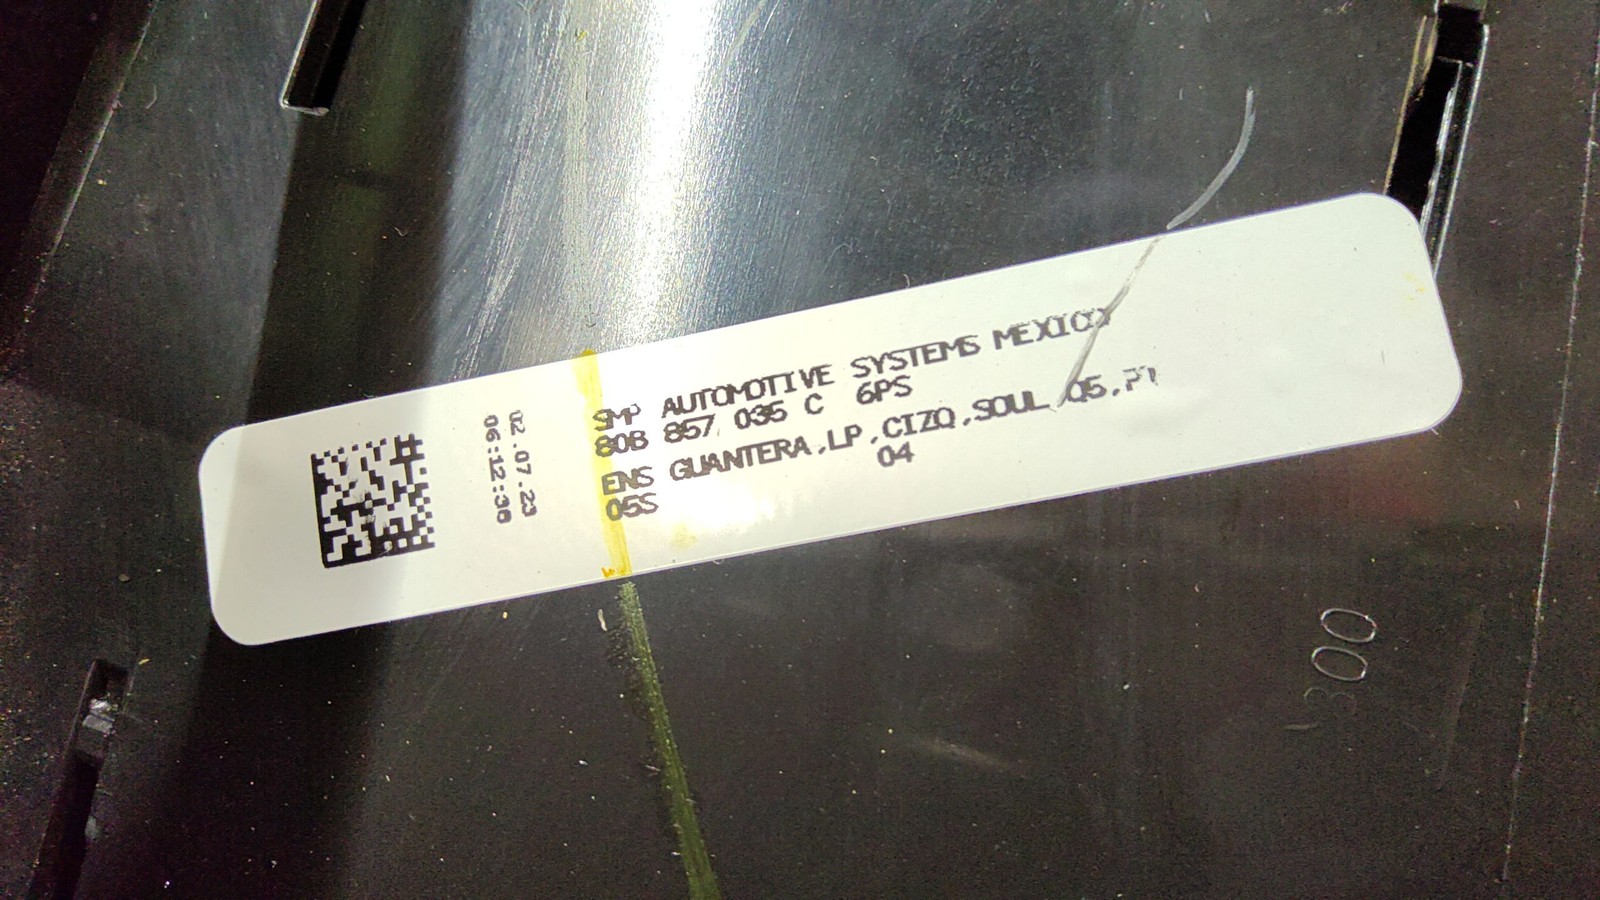 02.07.23
06:12:36
SMP AUTOMOTIVE SYSTEMS MEXICO
80B 857 035 C 6PS
ENS GUANTERA,LP,CIZQ,SOUL Q5,
05S 04
300